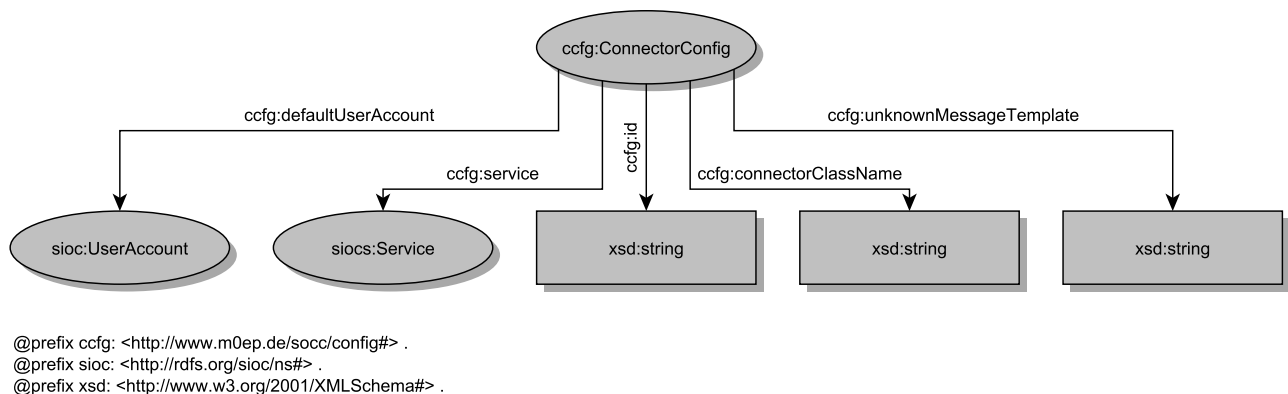 ccfg:ConnectorConfig
ccfg:defaultUserAccount
ccfg:unknownMessageTemplate
ccfg:id
ccfg:service
ccfg:connectorClassName
sioc:UserAccount
siocs:Service
xsd:string
xsd:string
xsd:string
@prefix ccfg: <http://www.m0ep.de/socc/config#> .
@prefix sioc: <http://rdfs.org/sioc/ns#> .
@prefix xsd: <http://www.w3.org/2001/XMLSchema#> .